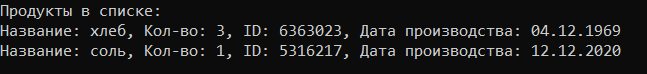 Продукты в списке:
Название: хлеб, Кол-во: 3, ID: 6363023, Дата производства: 04.12.1969
Название: соль, Кол-во: 1, ID: 5316217, Дата производства: 12.12.2020